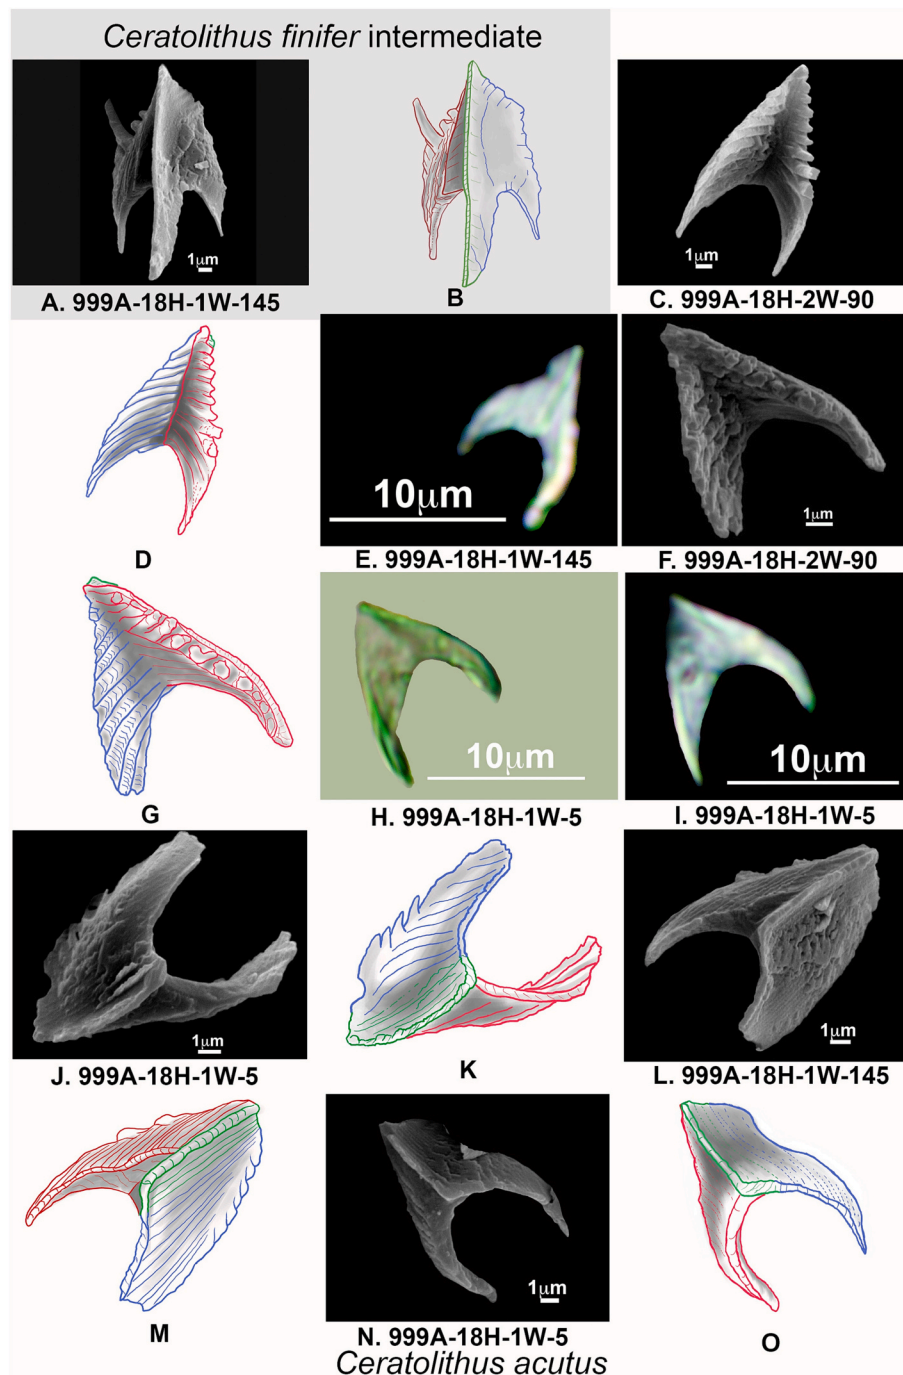 Ceratolithus finifer intermediate
1μm
1μm
A. 999A-18H-1W-145
B
C. 999A-18H-2W-90
10μm
1μm
D
E. 999A-18H-1W-145
F. 999A-18H-2W-90
10μm
10μm
G
H. 999A-18H-1W-5
I. 999A-18H-1W-5
1μm
1μm
J. 999A-18H-1W-5
K
L. 999A-18H-1W-145
1μm
M
N. 999A-18H-1W-5
O
Ceratolithus acutus